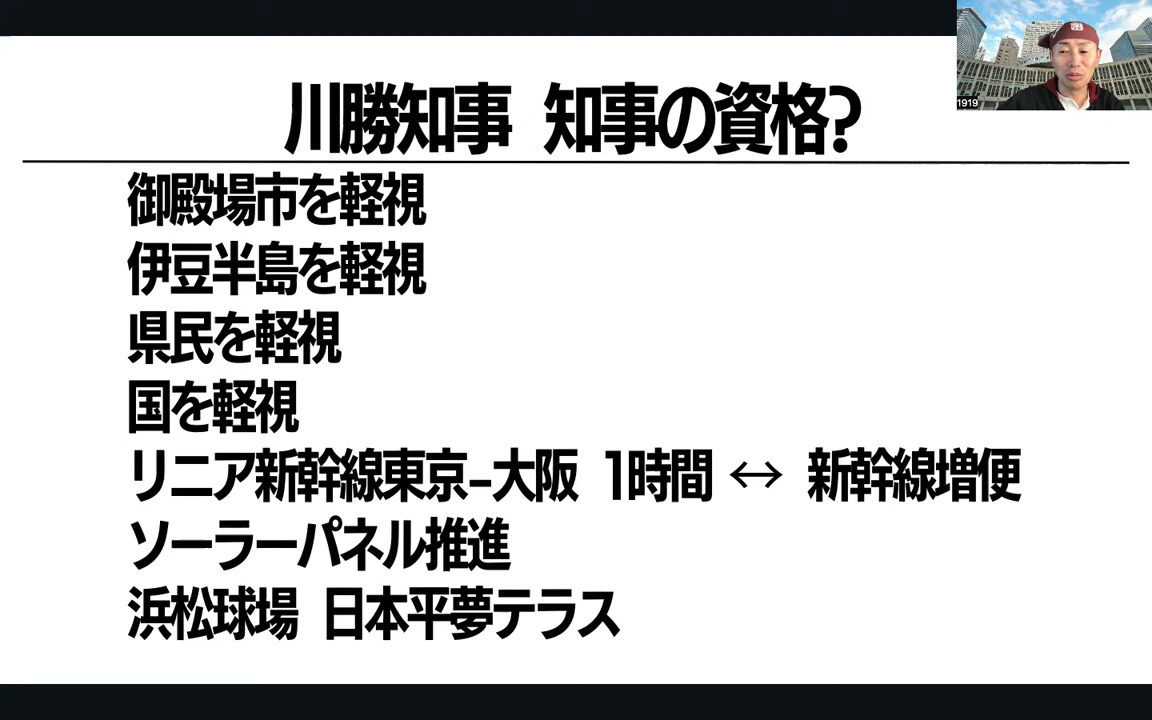 川勝知事 知事の資格?
御殿場市を軽視
伊豆半島を軽視
県民を軽視
国を軽視
リニア新幹線東京-大阪 1時間 ↔ 新幹線増便
ソーラーパネル推進
浜松球場 日本平夢テラス
1919